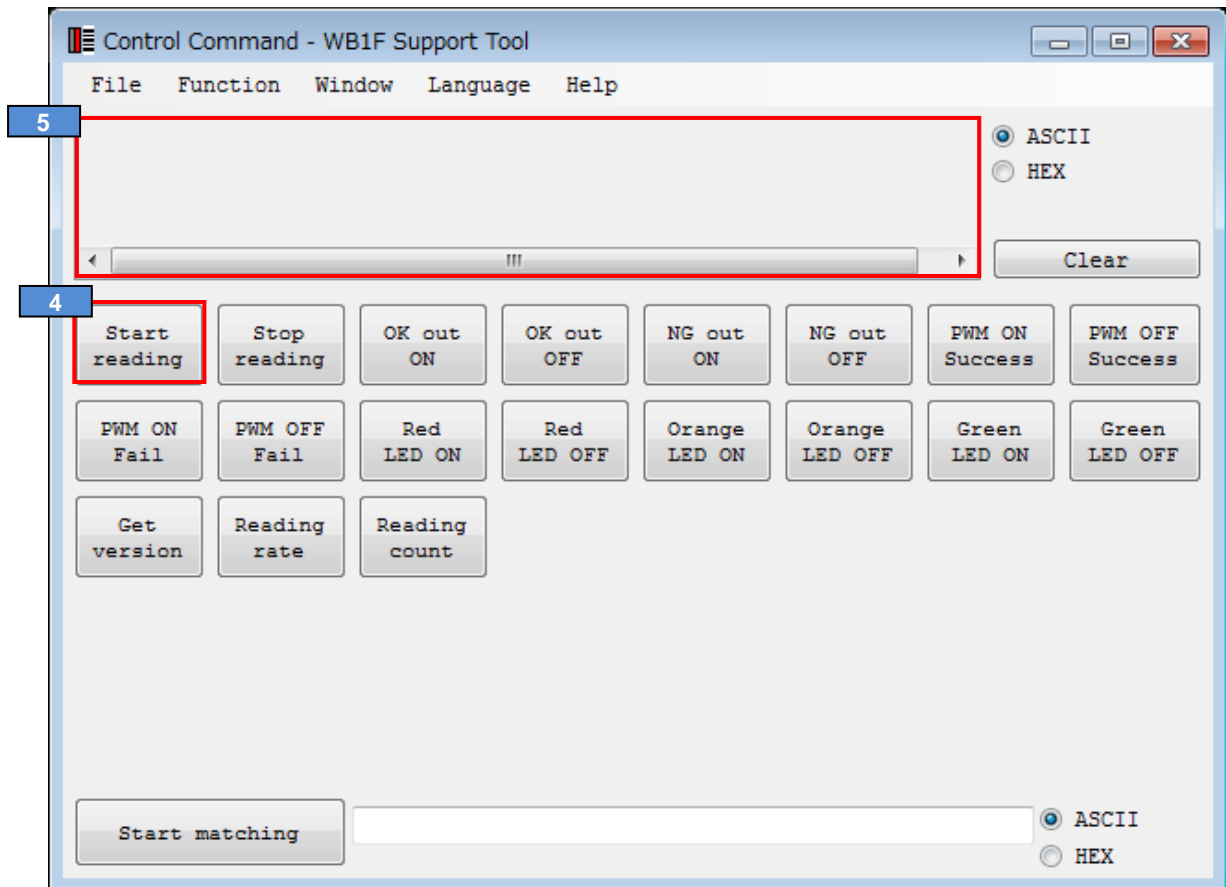 Control Command - WB1F Support Tool
File Function Window Language Help
5
ASCII
HEX
Clear
4
Start reading
Stop reading
OK out ON
OK out OFF
NG out ON
NG out OFF
PWM ON Success
PWM OFF Success
PWM ON Fail
PWM OFF Fail
Red LED ON
Red LED OFF
Orange LED ON
Orange LED OFF
Green LED ON
Green LED OFF
Get version
Reading rate
Reading count
Start matching
ASCII
HEX